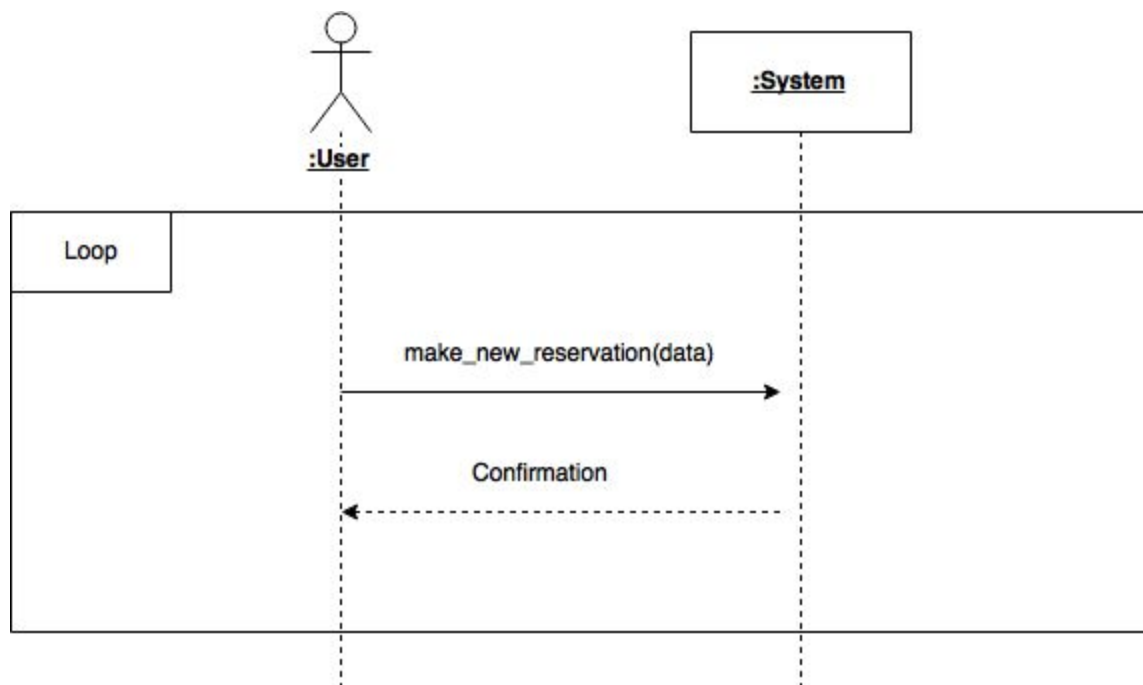 :User
:System
Loop
make_new_reservation(data)
Confirmation